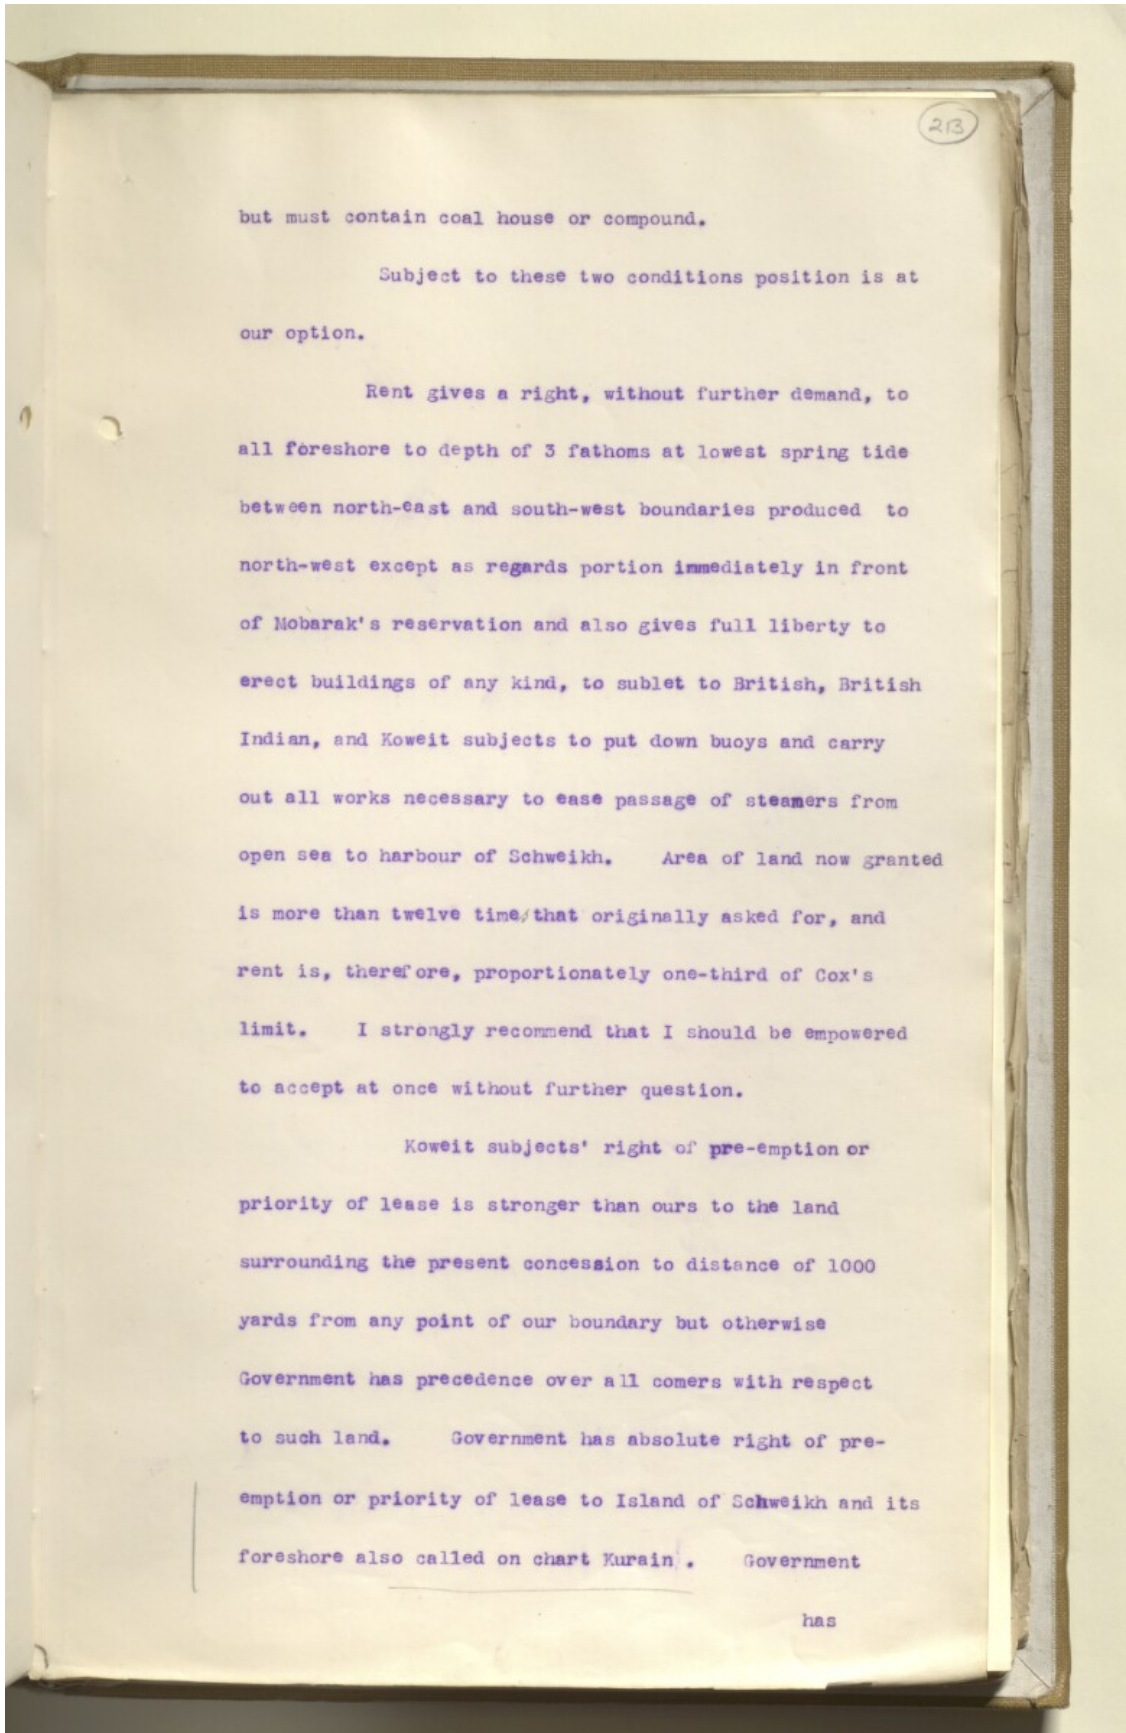 213
but must contain coal house or compound.
Subject to these two conditions position is at
our option.
Rent gives a right, without further demand, to
all foreshore to depth of 3 fathoms at lowest spring tide
between north-east and south-west boundaries produced to
north-west except as regards portion immediately in front
of Mobarak's reservation and also gives full liberty to
erect buildings of any kind, to sublet to British, British
Indian, and Koweit subjects to put down buoys and carry
out all works necessary to ease passage of steamers from
open sea to harbour of Schweikh. Area of land now granted
is more than twelve times that originally asked for, and
rent is, therefore, proportionately one-third of Cox's
limit. I strongly recommend that I should be empowered
to accept at once without further question.
Koweit subjects' right of pre-emption or
priority of lease is stronger than ours to the land
surrounding the present concession to distance of 1000
yards from any point of our boundary but otherwise
Government has precedence over all comers with respect
to such land. Government has absolute right of pre-
emption or priority of lease to Island of Schweikh and its
foreshore also called on chart Kurain. Government
has